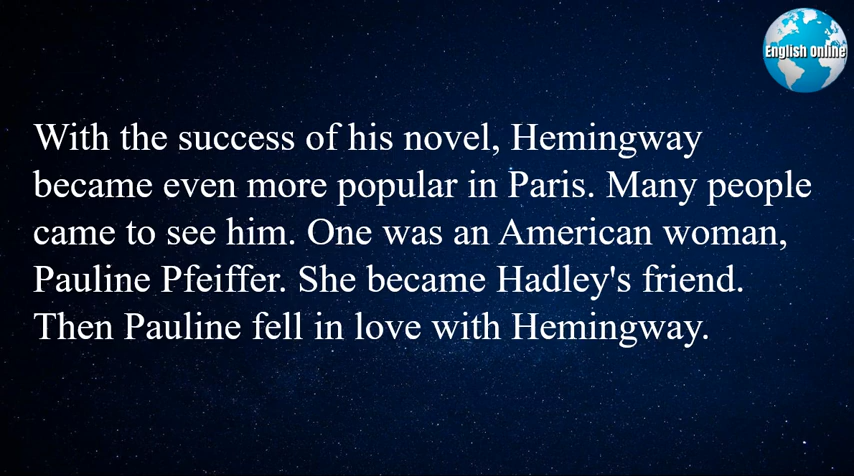 English Online
With the success of his novel, Hemingway
became even more popular in Paris. Many people
came to see him. One was an American woman,
Pauline Pfeiffer. She became Hadley's friend.
Then Pauline fell in love with Hemingway.